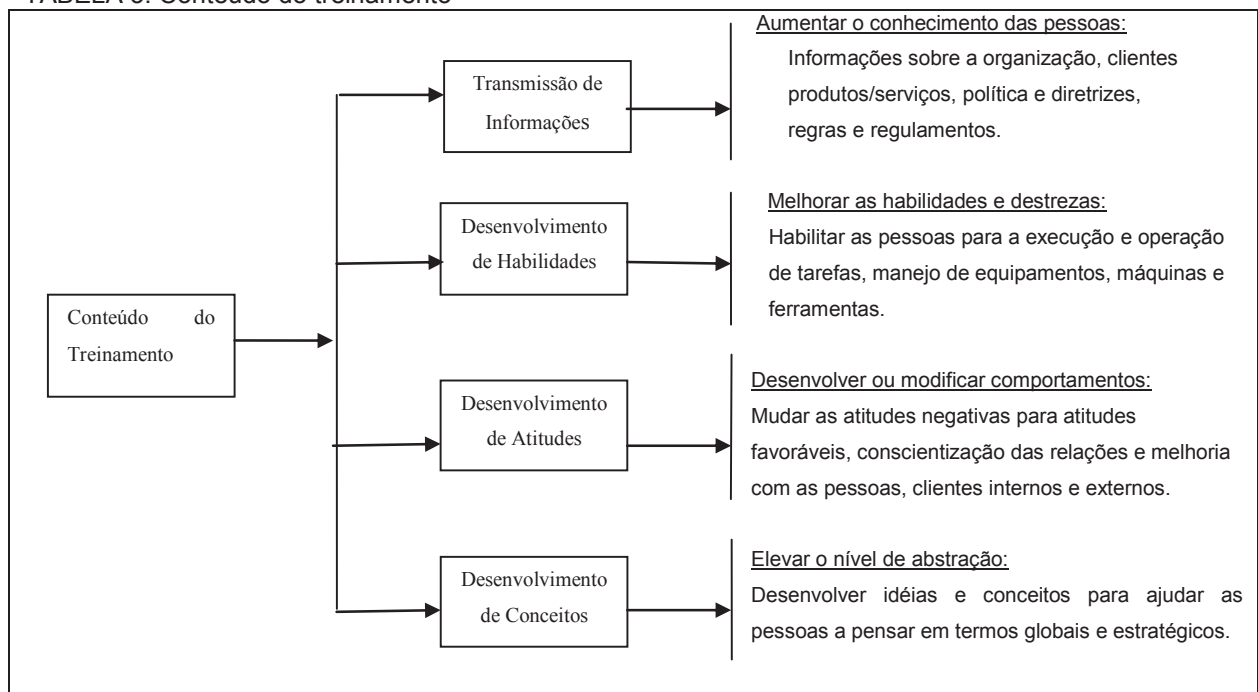 Conteúdo do
Treinamento
Transmissão de
Informações
Aumentar o conhecimento das pessoas:
Informações sobre a organização, clientes
produtos/serviços, política e diretrizes,
regras e regulamentos.
Desenvolvimento
de Habilidades
Melhorar as habilidades e destrezas:
Habilitar as pessoas para a execução e operação
de tarefas, manejo de equipamentos, máquinas e
ferramentas.
Desenvolvimento
de Atitudes
Desenvolver ou modificar comportamentos:
Mudar as atitudes negativas para atitudes
favoráveis, conscientização das relações e melhoria
com as pessoas, clientes internos e externos.
Desenvolvimento
de Conceitos
Elevar o nível de abstração:
Desenvolver idéias e conceitos para ajudar as
pessoas a pensar em termos globais e estratégicos.